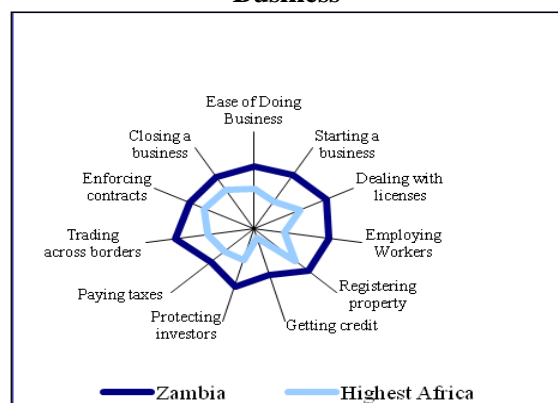 Business
Ease of Doing
Business
Closing a
business
Starting a
business
Enforcing
contracts
Dealing with
licenses
Trading
across borders
Employing
Workers
Paying taxes
Registering
property
Protecting
investors
Getting credit
Zambia
Highest Africa